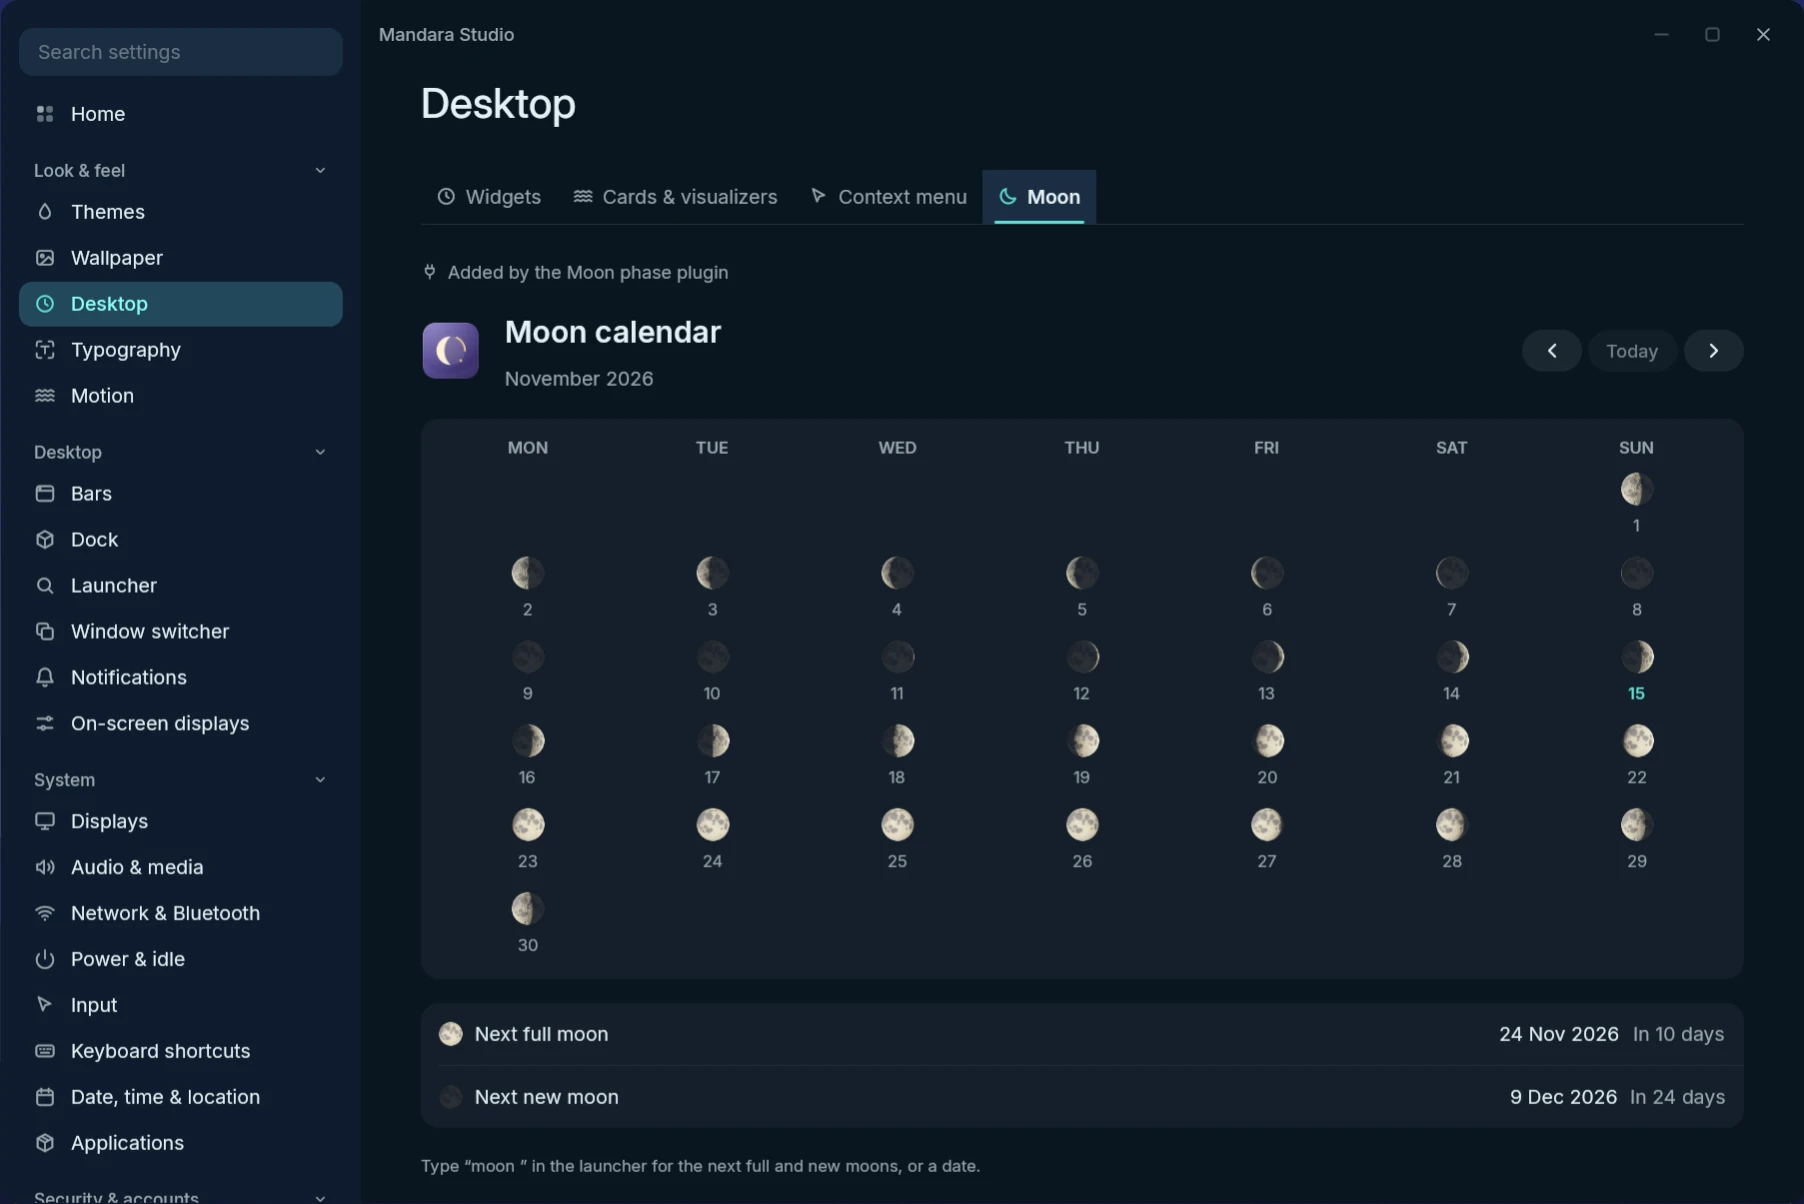 Search settings
Home
Look & feel
Themes
Wallpaper
Desktop
Typography
Motion
Desktop
Bars
Dock
Launcher
Window switcher
Notifications
On-screen displays
System
Displays
Audio & media
Network & Bluetooth
Power & idle
Input
Keyboard shortcuts
Date, time & location
Applications
Security & accounts
Mandara Studio
Desktop
Widgets Cards & visualizers Context menu Moon
Added by the Moon phase plugin
Moon calendar
November 2026
Today
MON TUE WED THU FRI SAT SUN
1
2 3 4 5 6 7 8
9 10 11 12 13 14 15
16 17 18 19 20 21 22
23 24 25 26 27 28 29
30
Next full moon 24 Nov 2026 In 10 days
Next new moon 9 Dec 2026 In 24 days
Type “moon ” in the launcher for the next full and new moons, or a date.